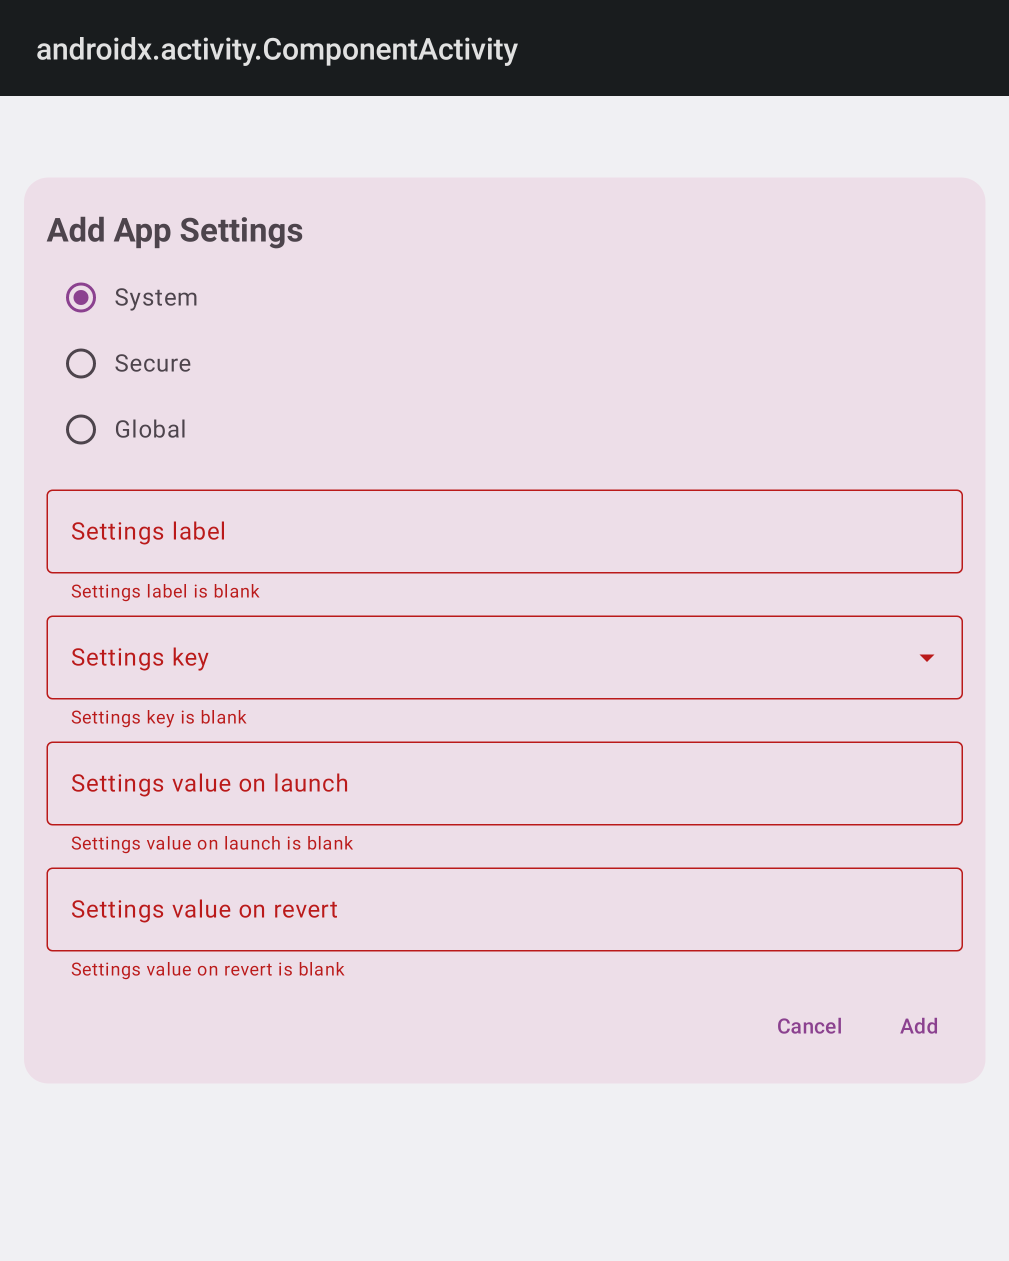 androidx.activity.ComponentActivity
Add App Settings
System
Secure
Global
Settings label
Settings label is blank
Settings key
Settings key is blank
Settings value on launch
Settings value on launch is blank
Settings value on revert
Settings value on revert is blank
Cancel Add